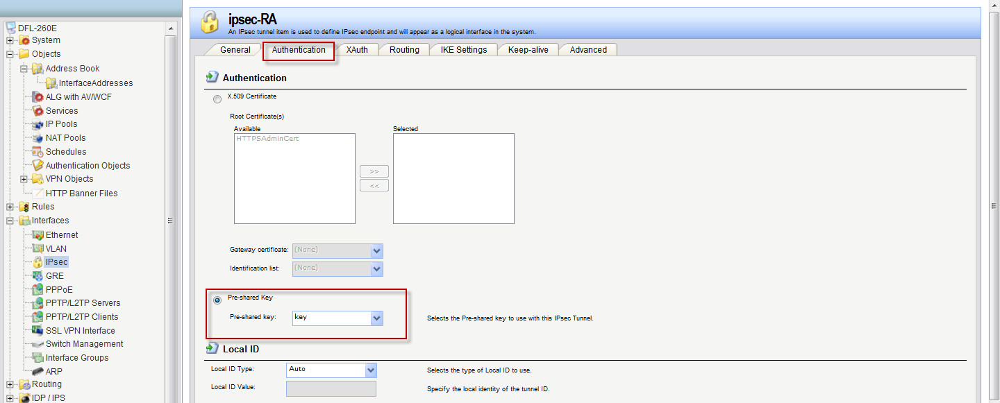 DFL-260E
System
Objects
Address Book
InterfaceAddresses
ALG with AV/WCF
Services
IP Pools
NAT Pools
Schedules
Authentication Objects
VPN Objects
HTTP Banner Files
Rules
Interfaces
Ethernet
VLAN
IPsec
GRE
PPPoE
PPTP/L2TP Servers
PPTP/L2TP Clients
SSL VPN Interface
Switch Management
Interface Groups
ARP
Routing
IDP / IPS
ipsec-RA
An IPsec tunnel item is used to define IPsec endpoint and will appear as a logical interface in the system.
General Authentication XAuth Routing IKE Settings Keep-alive Advanced
Authentication
X.509 Certificate
Root Certificate(s)
Available Selected
HTTPSAdminCert
>>
<<
Gateway certificate: (None)
Identification list: (None)
Pre-shared Key
Pre-shared key: key Selects the Pre-shared key to use with this IPsec Tunnel.
Local ID
Local ID Type: Auto Selects the type of Local ID to use.
Local ID Value: Specify the local identity of the tunnel ID.